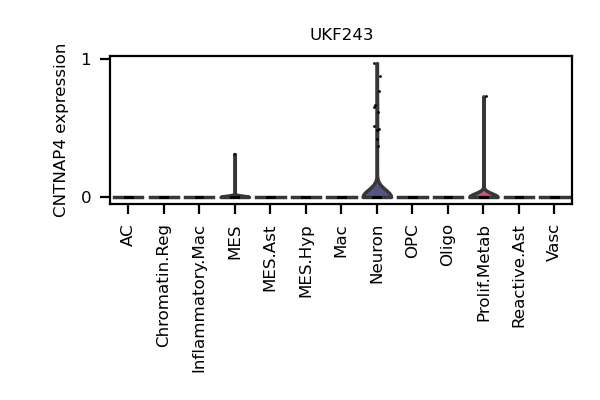 UKF243
CNTNAP4 expression
1
0
AC
Chromatin.Reg
Inflammatory.Mac
MES
MES.Ast
MES.Hyp
Mac
Neuron
OPC
Oligo
Prolif.Metab
Reactive.Ast
Vasc